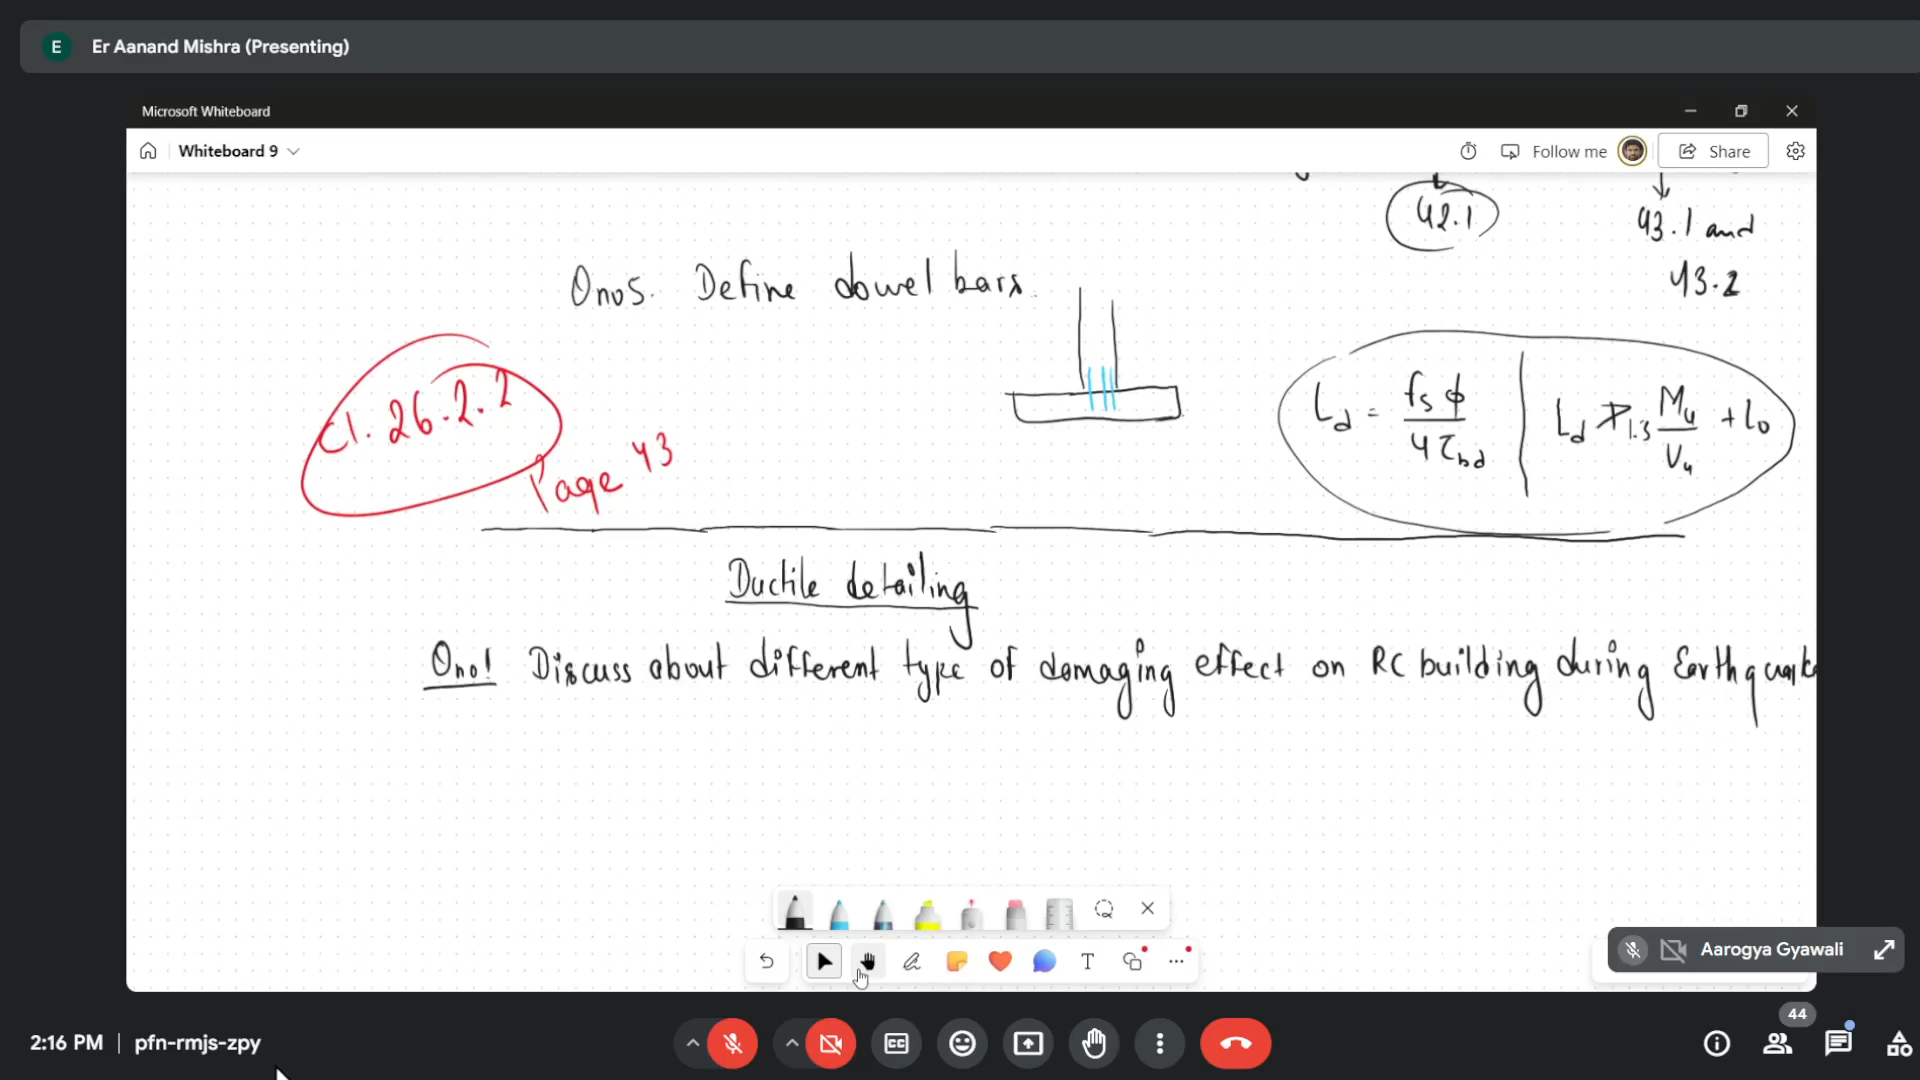 E Er Aanand Mishra (Presenting)
Microsoft Whiteboard
Whiteboard 9
Follow me
Share
42.1
43.1 and
43.2
Qno5. Define dowel bars.
Cl. 26.2.2
Page 43
Ld = fs φ / 4 τbd
Ld ≯ 1.3 Mu / Vu + Lo
Ductile detailing
Qno1 Discuss about different type of damaging effect on RC building during Earthquake
T
Aarogya Gyawali
44
2:16 PM | pfn-rmjs-zpy
CC